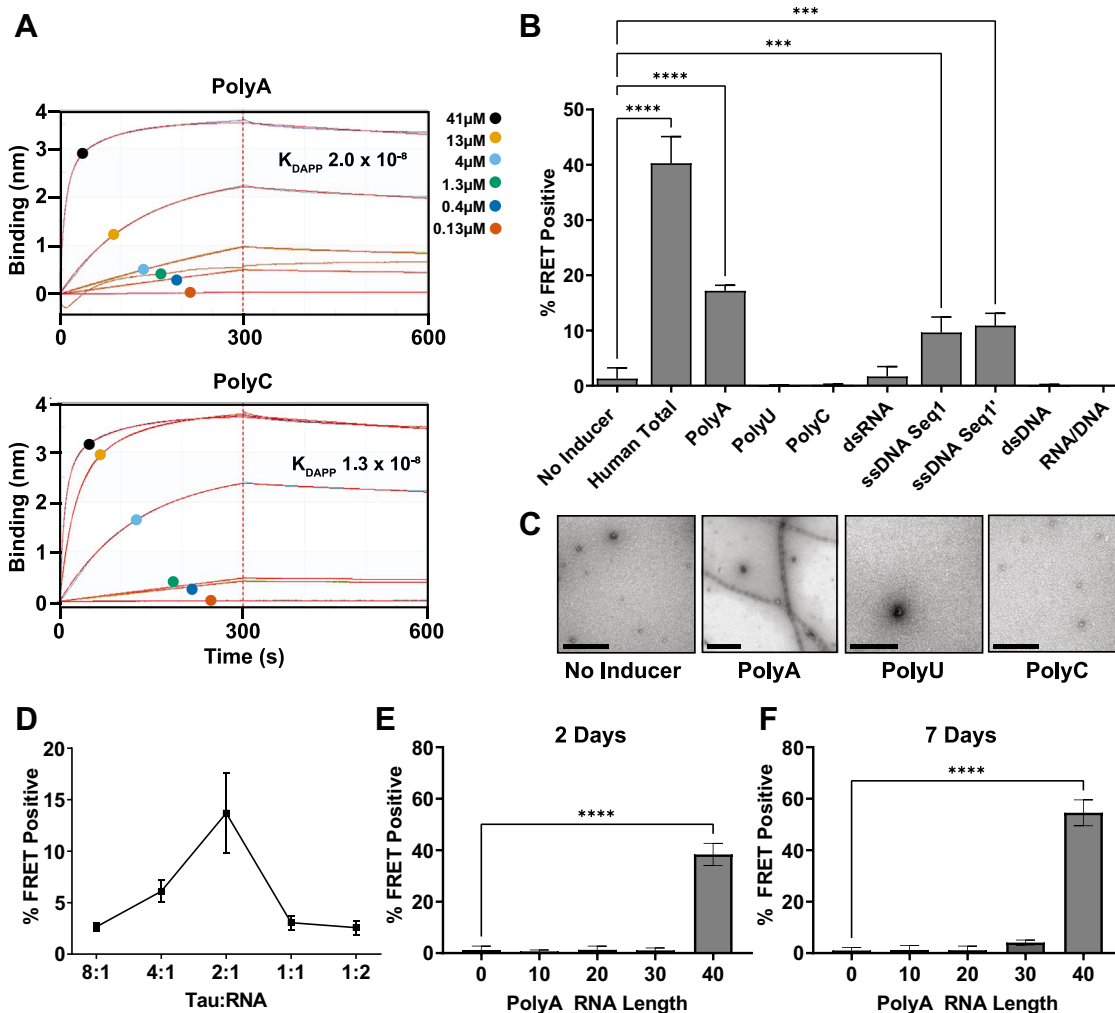 A
PolyA
Binding (nm)
4
3
2
1
0
K DAPP 2.0 x 10⁻⁸
0
300
600
41µM
13µM
4µM
1.3µM
0.4µM
0.13µM
PolyC
Binding (nm)
4
3
2
1
0
K DAPP 1.3 x 10⁻⁸
0
300
600
Time (s)
B
***
***
****
****
% FRET Positive
50
40
30
20
10
0
No Inducer
Human Total
PolyA
PolyU
PolyC
dsRNA
ssDNA Seq1
ssDNA Seq1'
dsDNA
RNA/DNA
C
No Inducer
PolyA
PolyU
PolyC
D
% FRET Positive
20
15
10
5
0
8:1
4:1
2:1
1:1
1:2
Tau:RNA
E
2 Days
% FRET Positive
80
60
40
20
0
****
0
10
20
30
40
PolyA RNA Length
F
7 Days
% FRET Positive
80
60
40
20
0
****
0
10
20
30
40
PolyA RNA Length